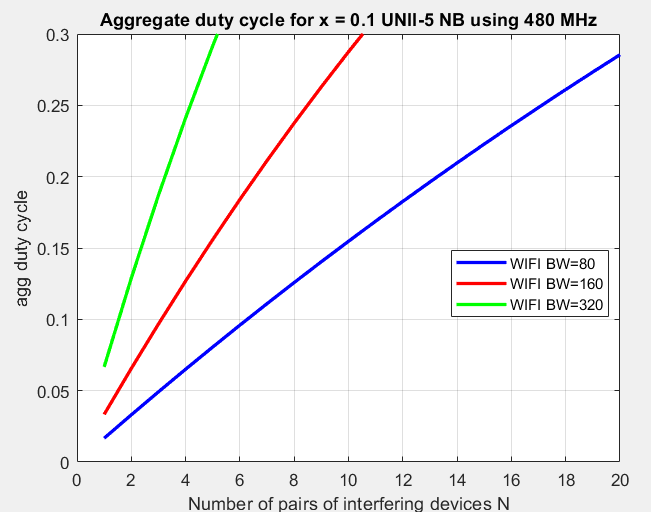 Aggregate duty cycle for x = 0.1 UNII-5 NB using 480 MHz
0.3
0.25
0.2
0.15
0.1
0.05
0
agg duty cycle
WIFI BW=80
WIFI BW=160
WIFI BW=320
0 2 4 6 8 10 12 14 16 18 20
Number of pairs of interfering devices N